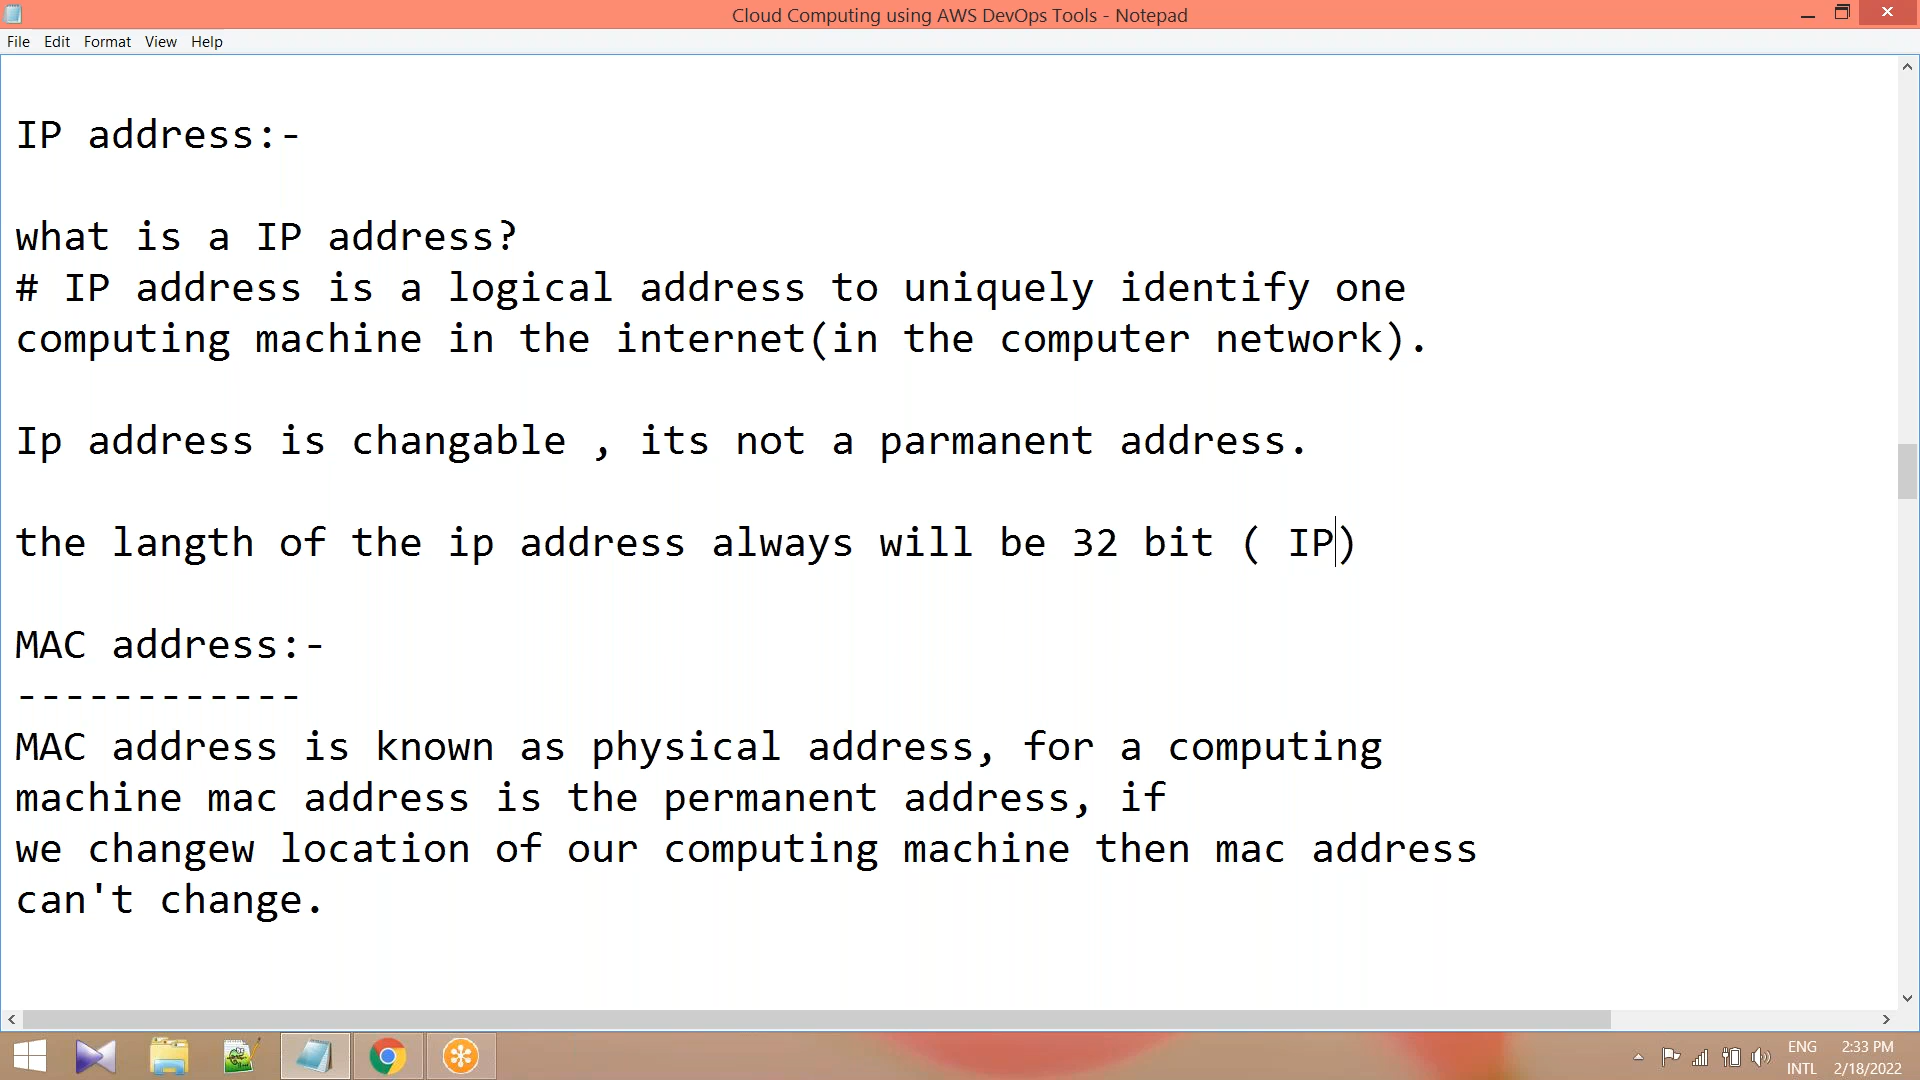 Cloud Computing using AWS DevOps Tools - Notepad
File Edit Format View Help
IP address:-
what is a IP address?
# IP address is a logical address to uniquely identify one
computing machine in the internet(in the computer network).
Ip address is changable , its not a parmanent address.
the langth of the ip address always will be 32 bit ( IP)
MAC address:-
------------
MAC address is known as physical address, for a computing
machine mac address is the permanent address, if
we changew location of our computing machine then mac address
can't change.
ENG 2:33 PM
INTL 2/18/2022